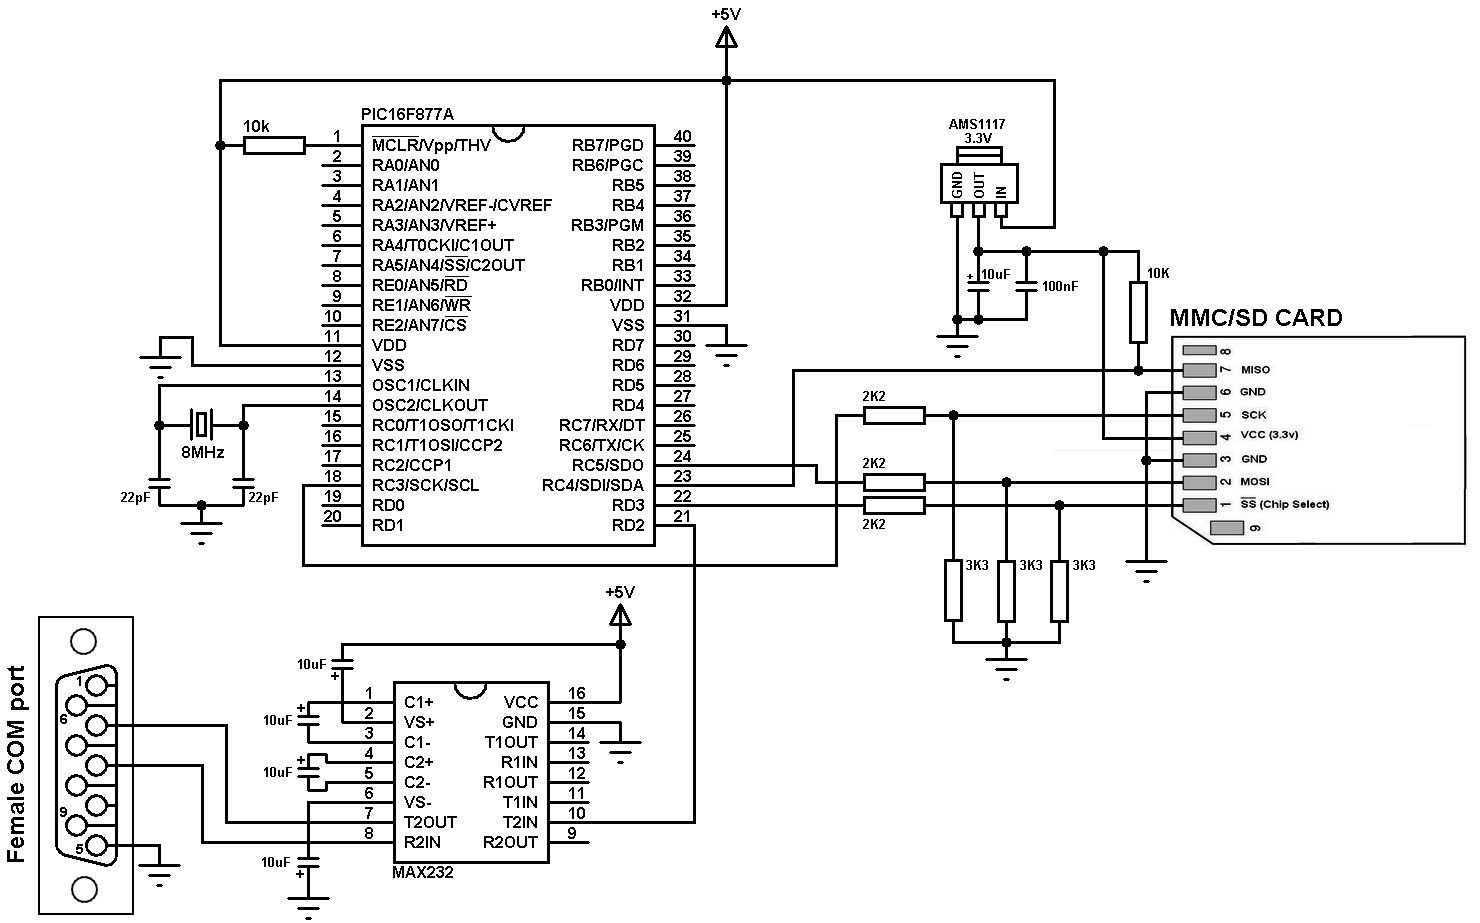 +5V
PIC16F877A
10k
1 MCLR/Vpp/THV RB7/PGD 40
2 RA0/AN0 RB6/PGC 39
3 RA1/AN1 RB5 38
4 RA2/AN2/VREF-/CVREF RB4 37
5 RA3/AN3/VREF+ RB3/PGM 36
6 RA4/T0CKI/C1OUT RB2 35
7 RA5/AN4/SS/C2OUT RB1 34
8 RE0/AN5/RD RB0/INT 33
9 RE1/AN6/WR VDD 32
10 RE2/AN7/CS VSS 31
11 VDD RD7 30
12 VSS RD6 29
13 OSC1/CLKIN RD5 28
14 OSC2/CLKOUT RD4 27
15 RC0/T1OSO/T1CKI RC7/RX/DT 26
16 RC1/T1OSI/CCP2 RC6/TX/CK 25
17 RC2/CCP1 RC5/SDO 24
18 RC3/SCK/SCL RC4/SDI/SDA 23
19 RD0 RD3 22
20 RD1 RD2 21
8MHz
22pF 22pF
AMS1117
3.3V
GND OUT IN
+ 10uF 100nF 10K
MMC/SD CARD
8
7 MISO
6 GND
5 SCK
4 VCC (3.3v)
3 GND
2 MOSI
1 SS (Chip Select)
9
2K2
2K2
2K2
3K3 3K3 3K3
+5V
10uF +
10uF +
10uF +
10uF +
1 C1+ VCC 16
2 VS+ GND 15
3 C1- T1OUT 14
4 C2+ R1IN 13
5 C2- R1OUT 12
6 VS- T1IN 11
7 T2OUT T2IN 10
8 R2IN R2OUT 9
MAX232
Female COM port
1
6
9
5